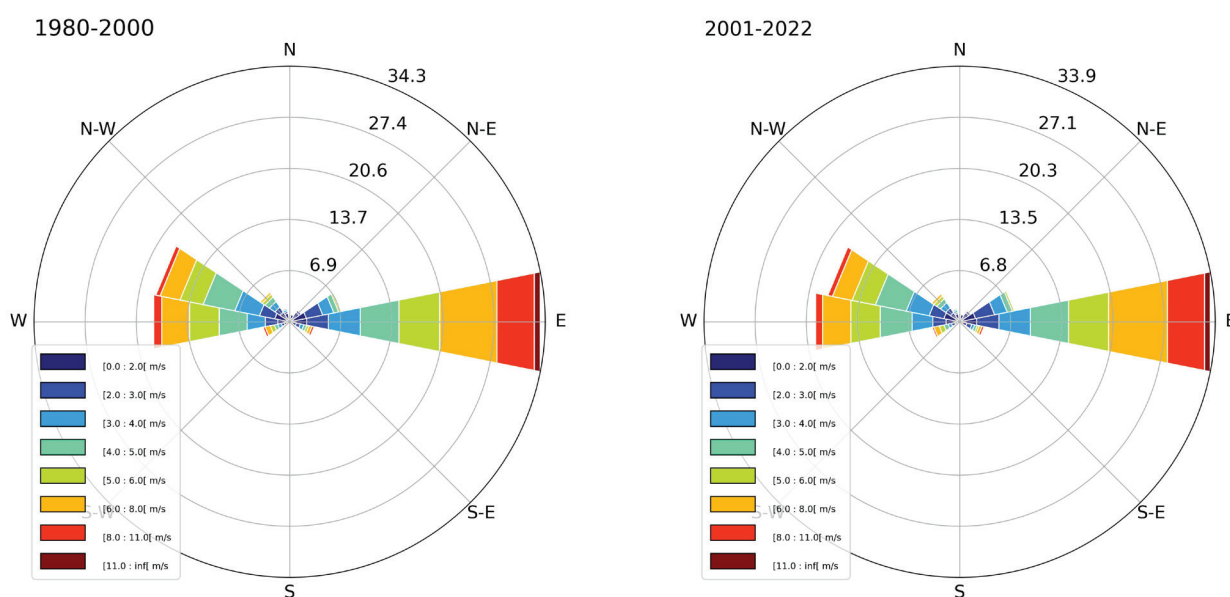 1980-2000
N
34.3
N-W
27.4
N-E
20.6
13.7
6.9
W
E
[0.0 : 2.0[ m/s
[2.0 : 3.0[ m/s
[3.0 : 4.0[ m/s
[4.0 : 5.0[ m/s
[5.0 : 6.0[ m/s
[6.0 : 8.0[ m/s
[8.0 : 11.0[ m/s
[11.0 : inf[ m/s
S-W
S-E
S
2001-2022
N
33.9
N-W
27.1
N-E
20.3
13.5
6.8
W
E
[0.0 : 2.0[ m/s
[2.0 : 3.0[ m/s
[3.0 : 4.0[ m/s
[4.0 : 5.0[ m/s
[5.0 : 6.0[ m/s
[6.0 : 8.0[ m/s
[8.0 : 11.0[ m/s
[11.0 : inf[ m/s
S-W
S-E
S